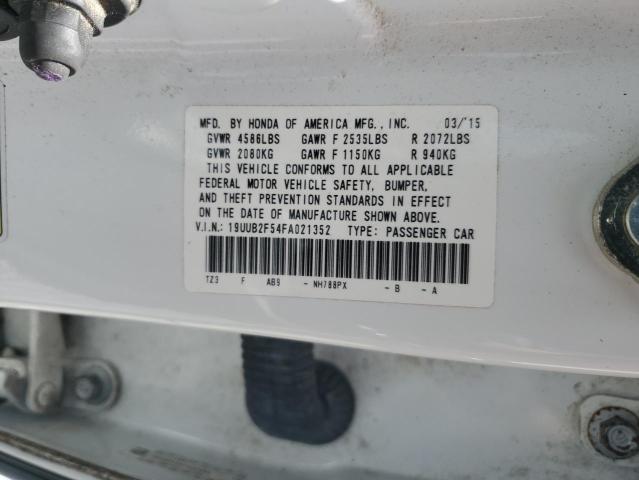 MFD. BY HONDA OF AMERICA MFG., INC. 03/'15
GVWR 4586LBS GAWR F 2535LBS R 2072LBS
GVWR 2080KG GAWR F 1150KG R 940KG
THIS VEHICLE CONFORMS TO ALL APPLICABLE
FEDERAL MOTOR VEHICLE SAFETY, BUMPER,
AND THEFT PREVENTION STANDARDS IN EFFECT
ON THE DATE OF MANUFACTURE SHOWN ABOVE.
V.I.N.: 19UUB2F54FA021352 TYPE: PASSENGER CAR
TZ3 F AB9 -NH788PX -B -A